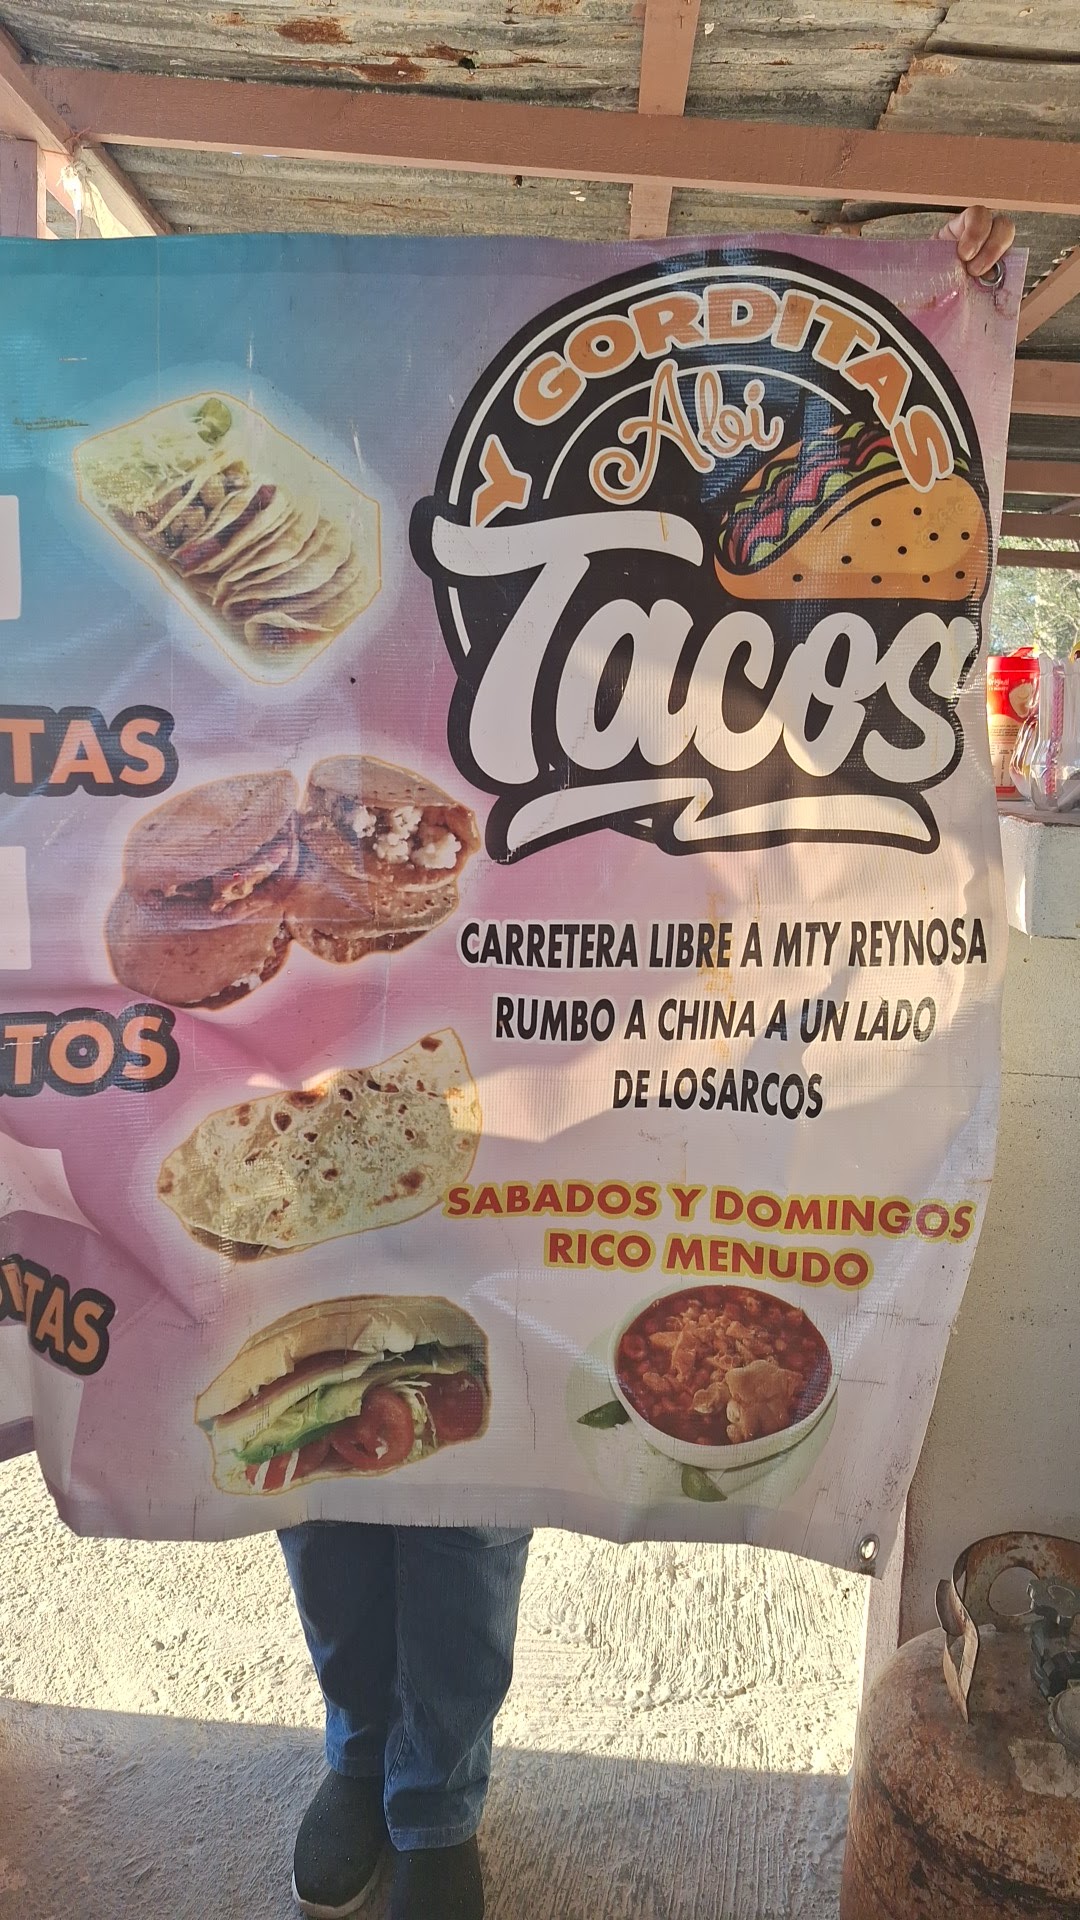 Y GORDITAS
Abi
Tacos
TAS
TOS
ITAS
CARRETERA LIBRE A MTY REYNOSA
RUMBO A CHINA A UN LADO
DE LOSARCOS
SABADOS Y DOMINGOS
RICO MENUDO